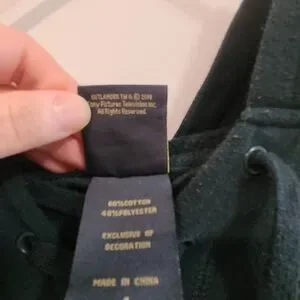 OUTLANDER TM & © 2018
Sony Pictures Television Inc.
All Rights Reserved.
60%COTTON
40%POLYESTER
EXCLUSIVE OF
DECORATION
MADE IN CHINA